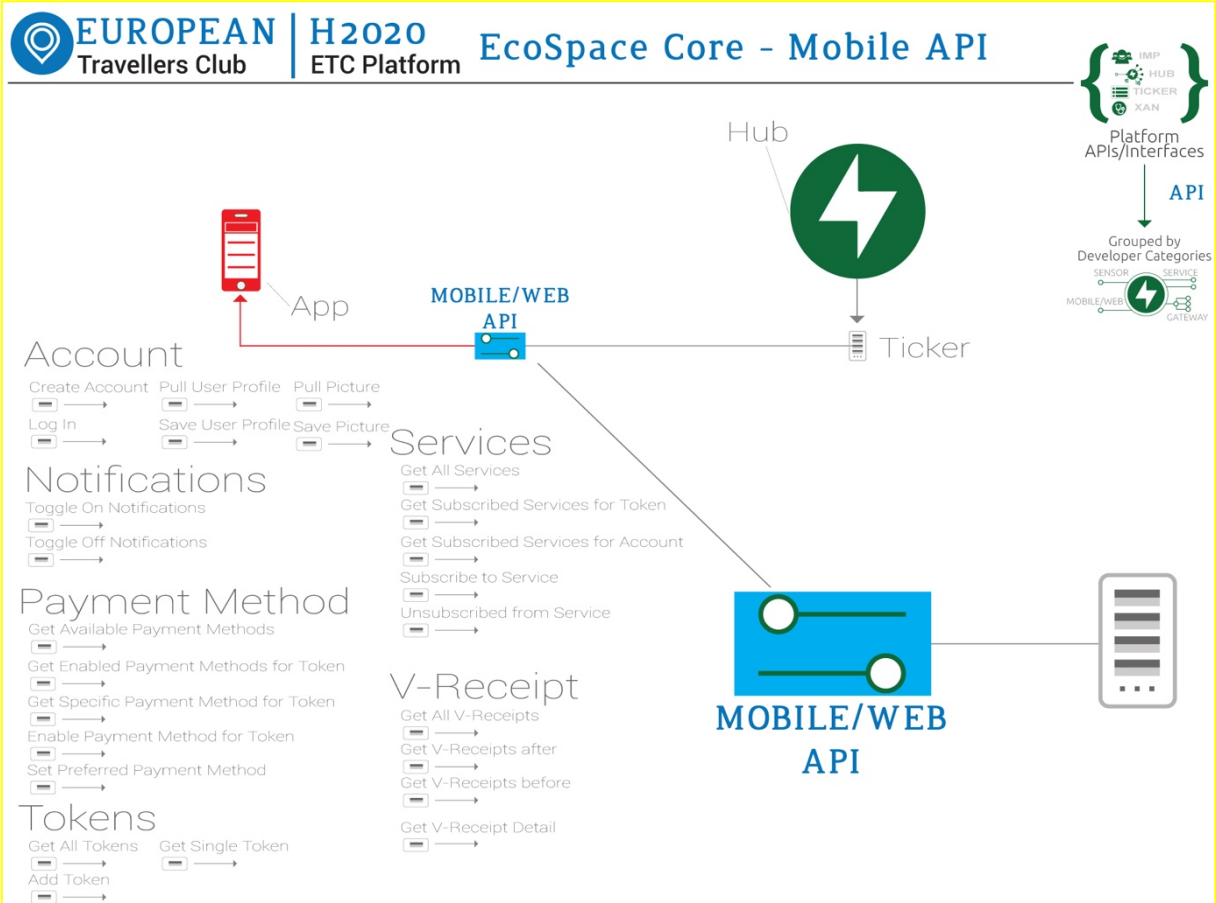 EUROPEAN
Travellers Club
H2020
ETC Platform
EcoSpace Core - Mobile API
IMP
HUB
TICKER
XAN
Platform
APIs/Interfaces
API
Grouped by
Developer Categories
SENSOR
SERVICE
MOBILE/WEB
GATEWAY
Hub
App
MOBILE/WEB
API
Ticker
Account
Create Account
Pull User Profile
Pull Picture
Log In
Save User Profile
Save Picture
Notifications
Toggle On Notifications
Toggle Off Notifications
Payment Method
Get Available Payment Methods
Get Enabled Payment Methods for Token
Get Specific Payment Method for Token
Enable Payment Method for Token
Set Preferred Payment Method
Tokens
Get All Tokens
Get Single Token
Add Token
Services
Get All Services
Get Subscribed Services for Token
Get Subscribed Services for Account
Subscribe to Service
Unsubscribed from Service
V-Receipt
Get All V-Receipts
Get V-Receipts after
Get V-Receipts before
Get V-Receipt Detail
MOBILE/WEB
API